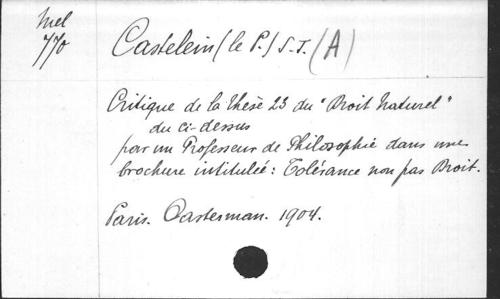 Mel
770
Castelein (le P.) S. J. (A)
Critique de la thèse 23 du "Droit Naturel"
du ci-dessus
par un Professeur de Philosophie dans une
brochure intitulée: Tolérance non pas Droit.
Paris. Casterman. 1904.